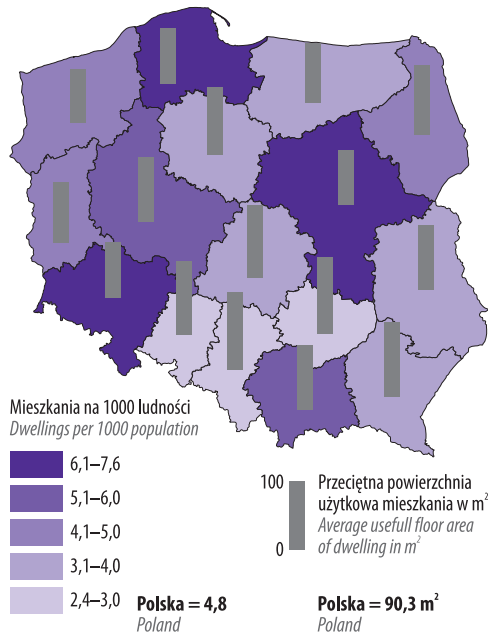 Mieszkania na 1000 ludności
Dwellings per 1000 population
6,1–7,6
5,1–6,0
4,1–5,0
3,1–4,0
2,4–3,0
100
0
Przeciętna powierzchnia
użytkowa mieszkania w m²
Average usefull floor area
of dwelling in m²
Polska = 4,8
Poland
Polska = 90,3 m²
Poland